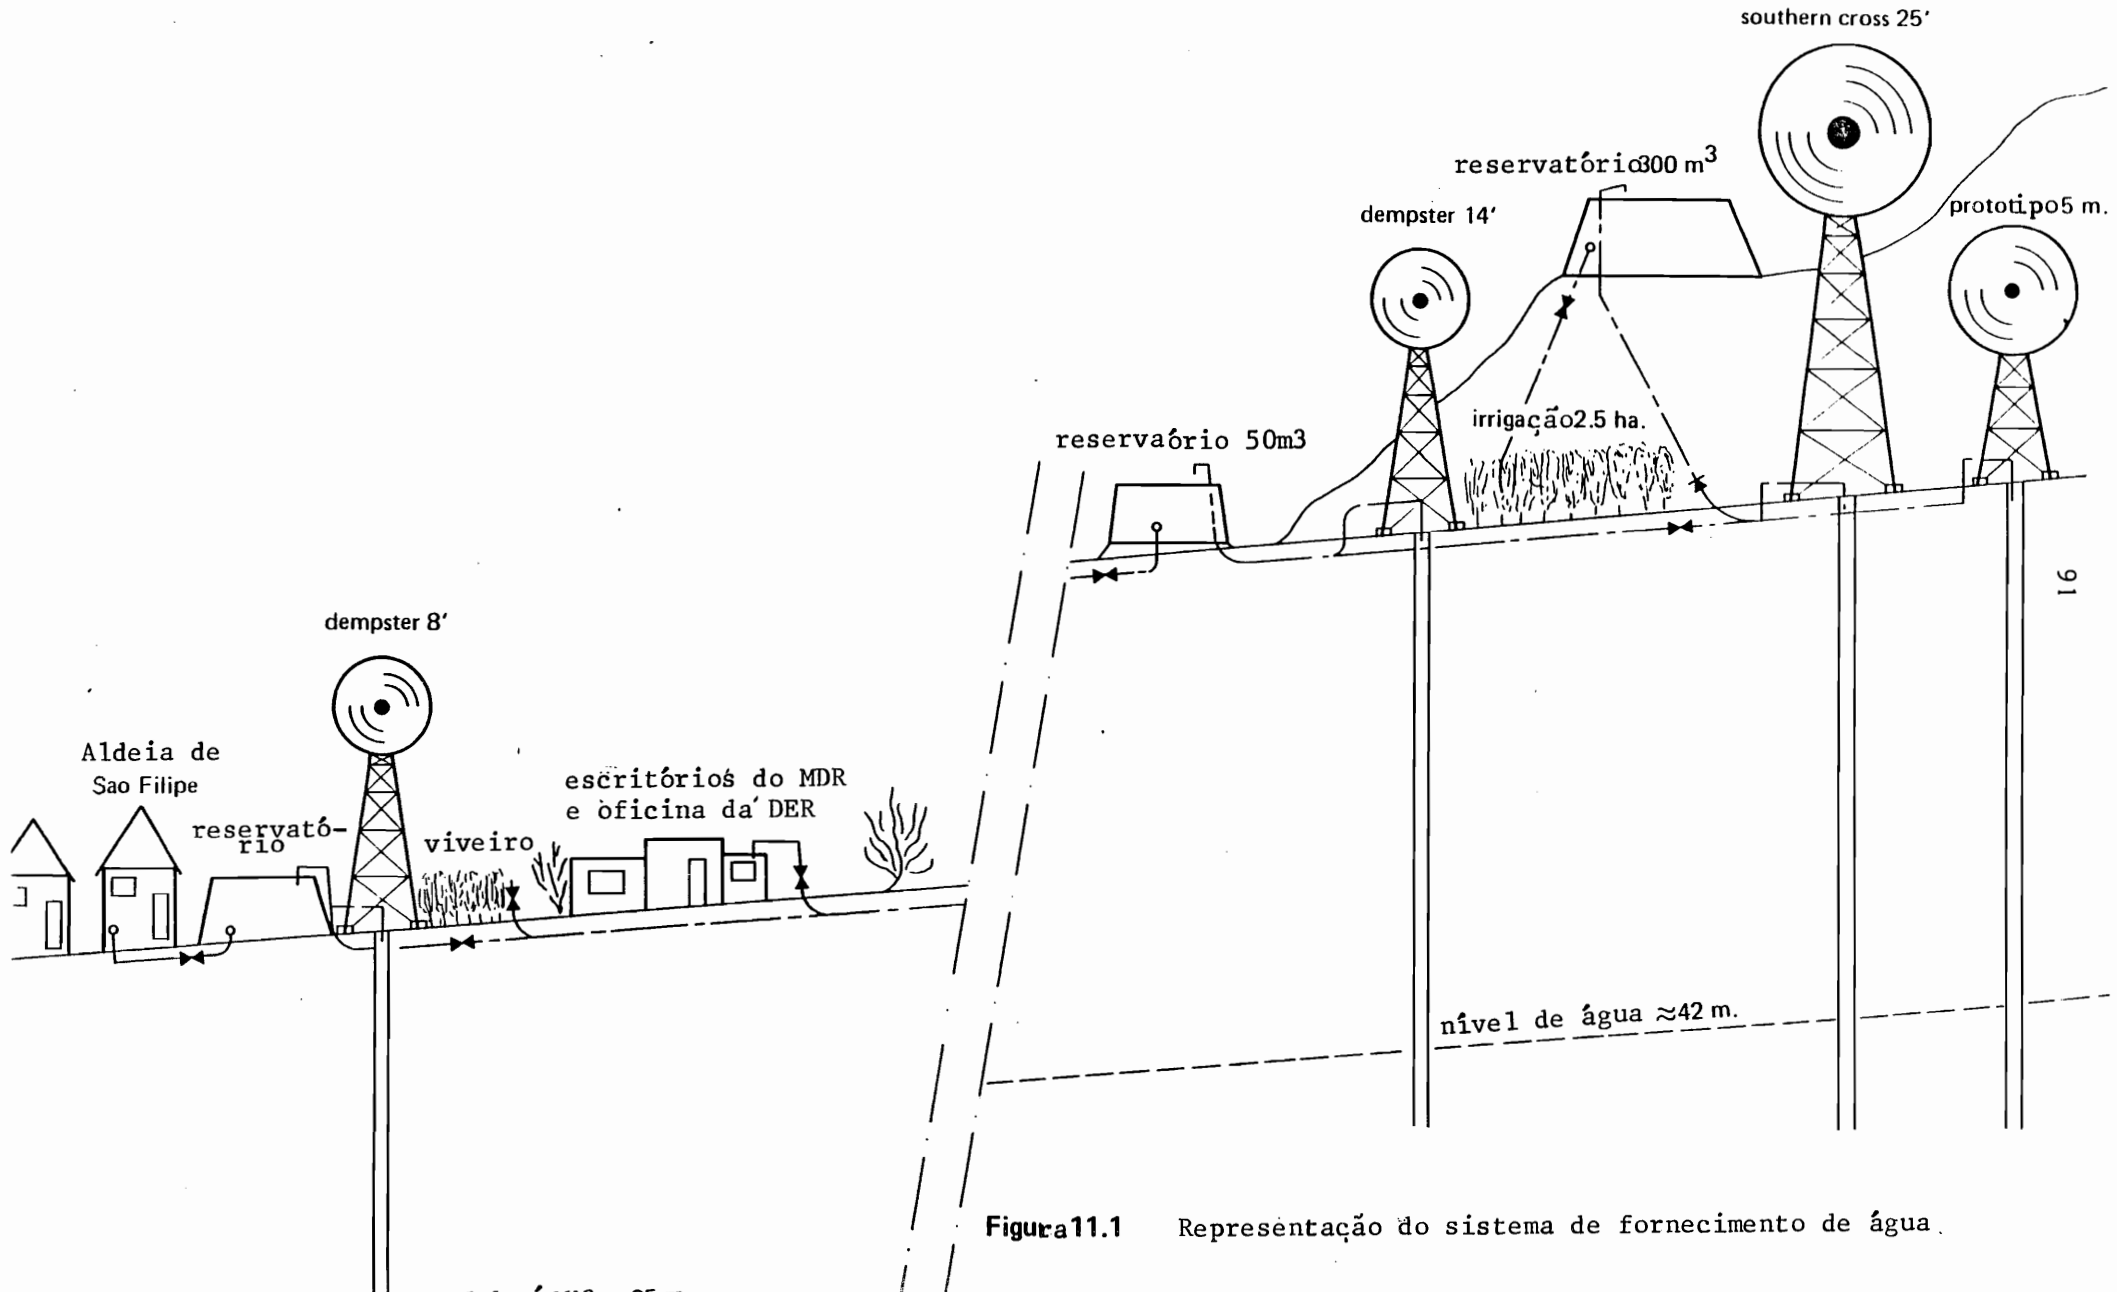 southern cross 25'
reservatório300 m3
dempster 14'
prototipo5 m.
irrigação2.5 ha.
reservaório 50m3
91
dempster 8'
Aldeia de
Sao Filipe
reservató-
rio
viveiro
escritórios do MDR
e oficina da DER
nível de água ≈42 m.
Figura11.1 Representação do sistema de fornecimento de água.